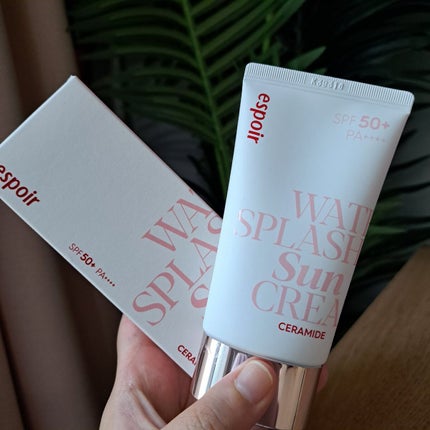 espoir
SPF 50+ PA++++
WA
SPLAS
S
CERA
espoir
SPF 50+
PA++++
WAT
SPLASH
Sun
CREA
CERAMIDE